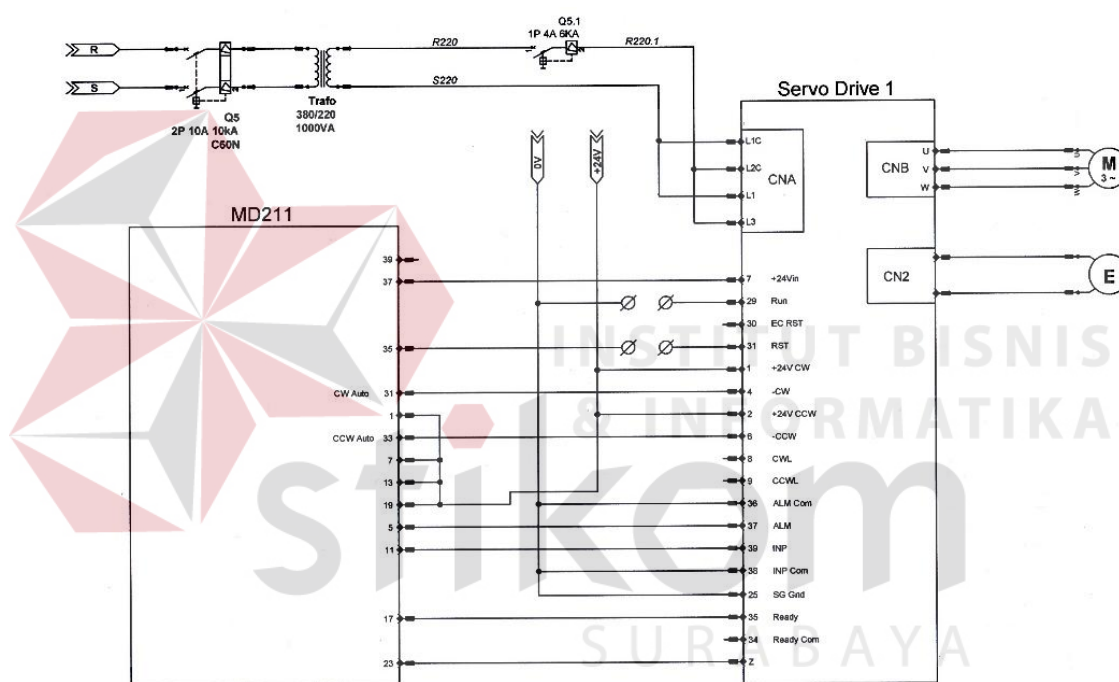 R
S
R220
S220
Q5.1
1P 4A 6KA
R220.1
Q5
2P 10A 10kA
C60N
Trafo
380/220
1000VA
0V
+24V
Servo Drive 1
CNA
L1C
L2C
L1
L3
CNB
U
V
W
U
V
W
M
3 ~
CN2
E
MD211
39
37
35
CW Auto 31
1
CCW Auto 33
7
13
19
5
11
17
23
7 +24Vin
29 Run
30 EC RST
31 RST
1 +24V CW
4 -CW
2 +24V CCW
6 -CCW
8 CWL
9 CCWL
36 ALM Com
37 ALM
39 INP
38 INP Com
25 SG Gnd
35 Ready
34 Ready Com
Z
INSTITUT BISNIS
& INFORMATIKA
stikom
SURABAYA